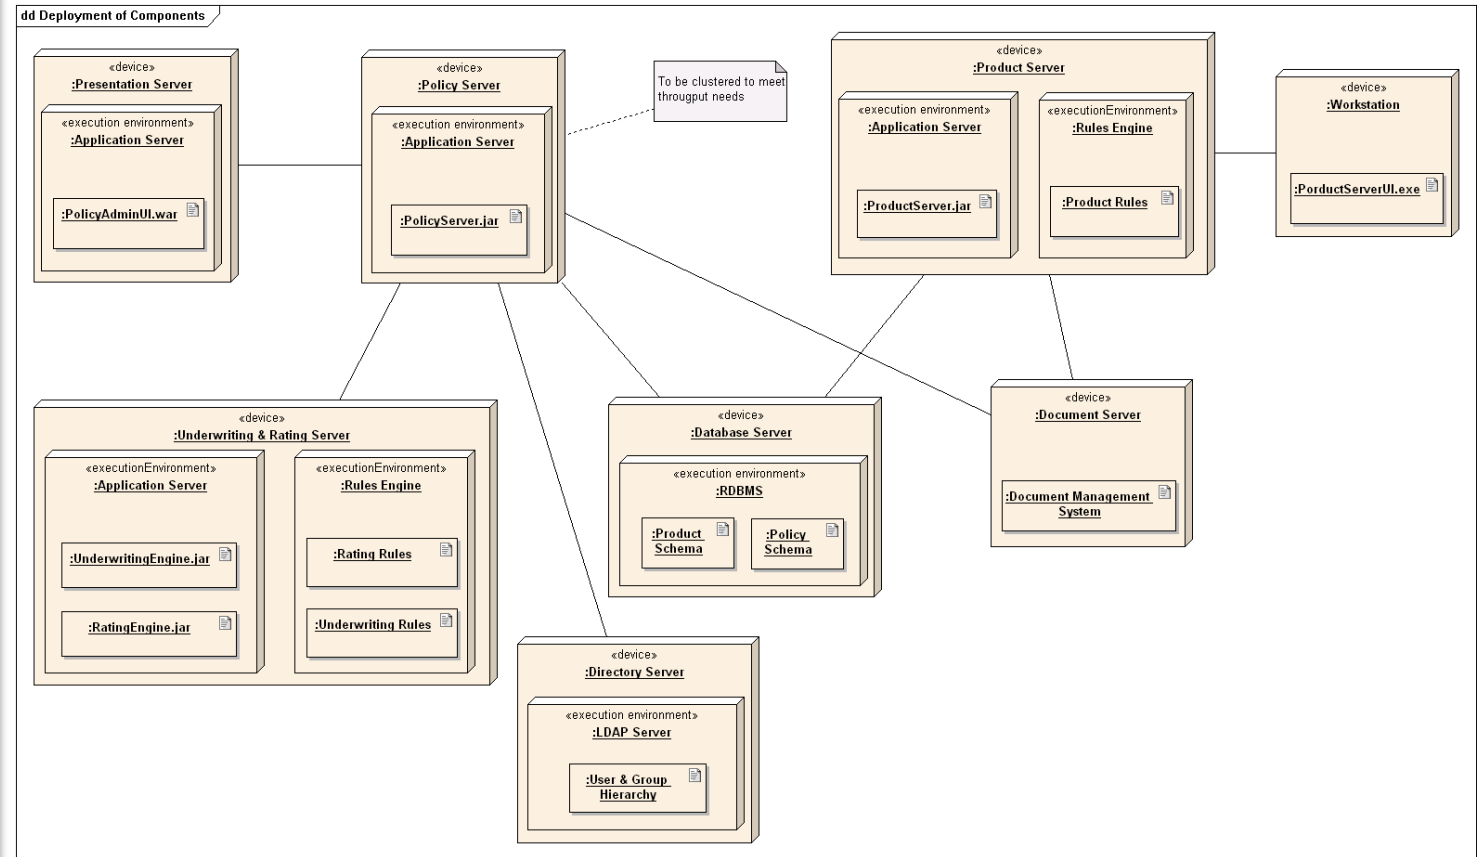 dd Deployment of Components
«device»
:Presentation Server
«execution environment»
:Application Server
:PolicyAdminUI.war
«device»
:Policy Server
«execution environment»
:Application Server
:PolicyServer.jar
To be clustered to meet
througput needs
«device»
:Product Server
«execution environment»
:Application Server
:ProductServer.jar
«executionEnvironment»
:Rules Engine
:Product Rules
«device»
:Workstation
:PorductServerUI.exe
«device»
:Underwriting & Rating Server
«executionEnvironment»
:Application Server
:UnderwritingEngine.jar
:RatingEngine.jar
«executionEnvironment»
:Rules Engine
:Rating Rules
:Underwriting Rules
«device»
:Database Server
«execution environment»
:RDBMS
:Product
Schema
:Policy
Schema
«device»
:Document Server
:Document Management
System
«device»
:Directory Server
«execution environment»
:LDAP Server
:User & Group
Hierarchy